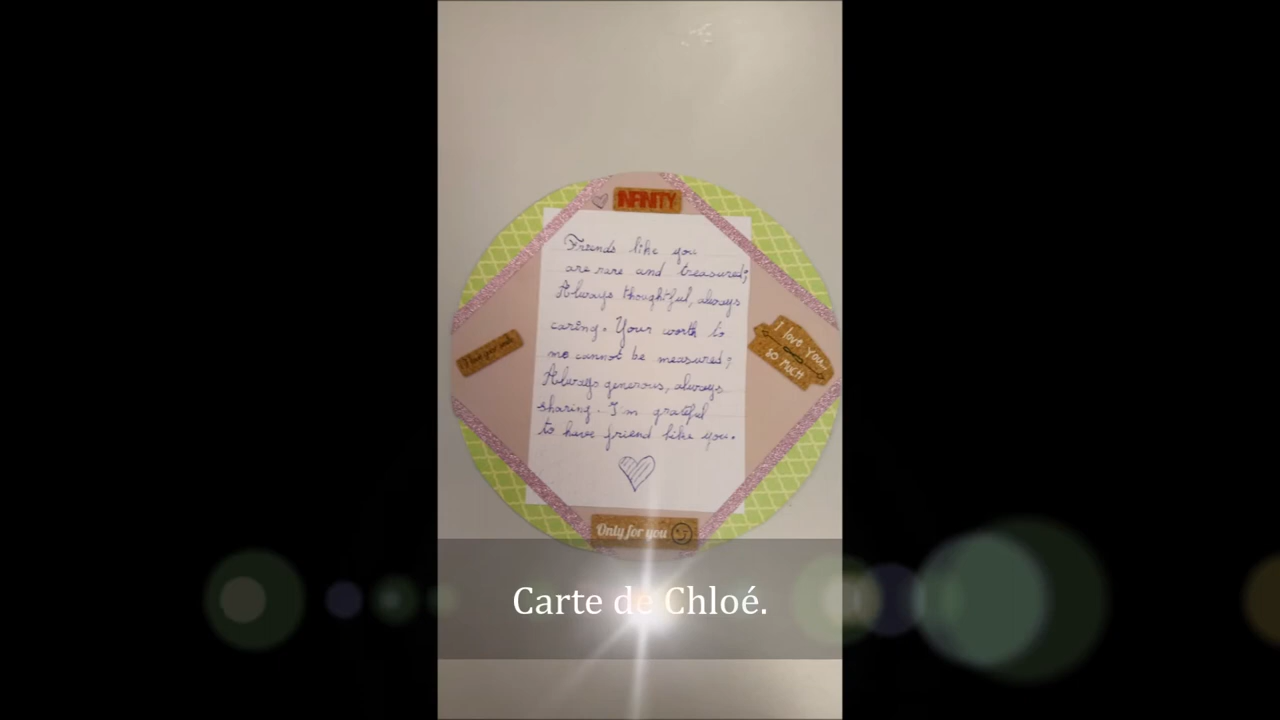 INFINITY
Friends like you
are rare and treasured;
Always thoughtful, always
caring. Your worth to
me cannot be measured;
Always generous, always
sharing. I'm grateful
to have friend like you.
I love you
so much
Only for you
Carte de Chloé.